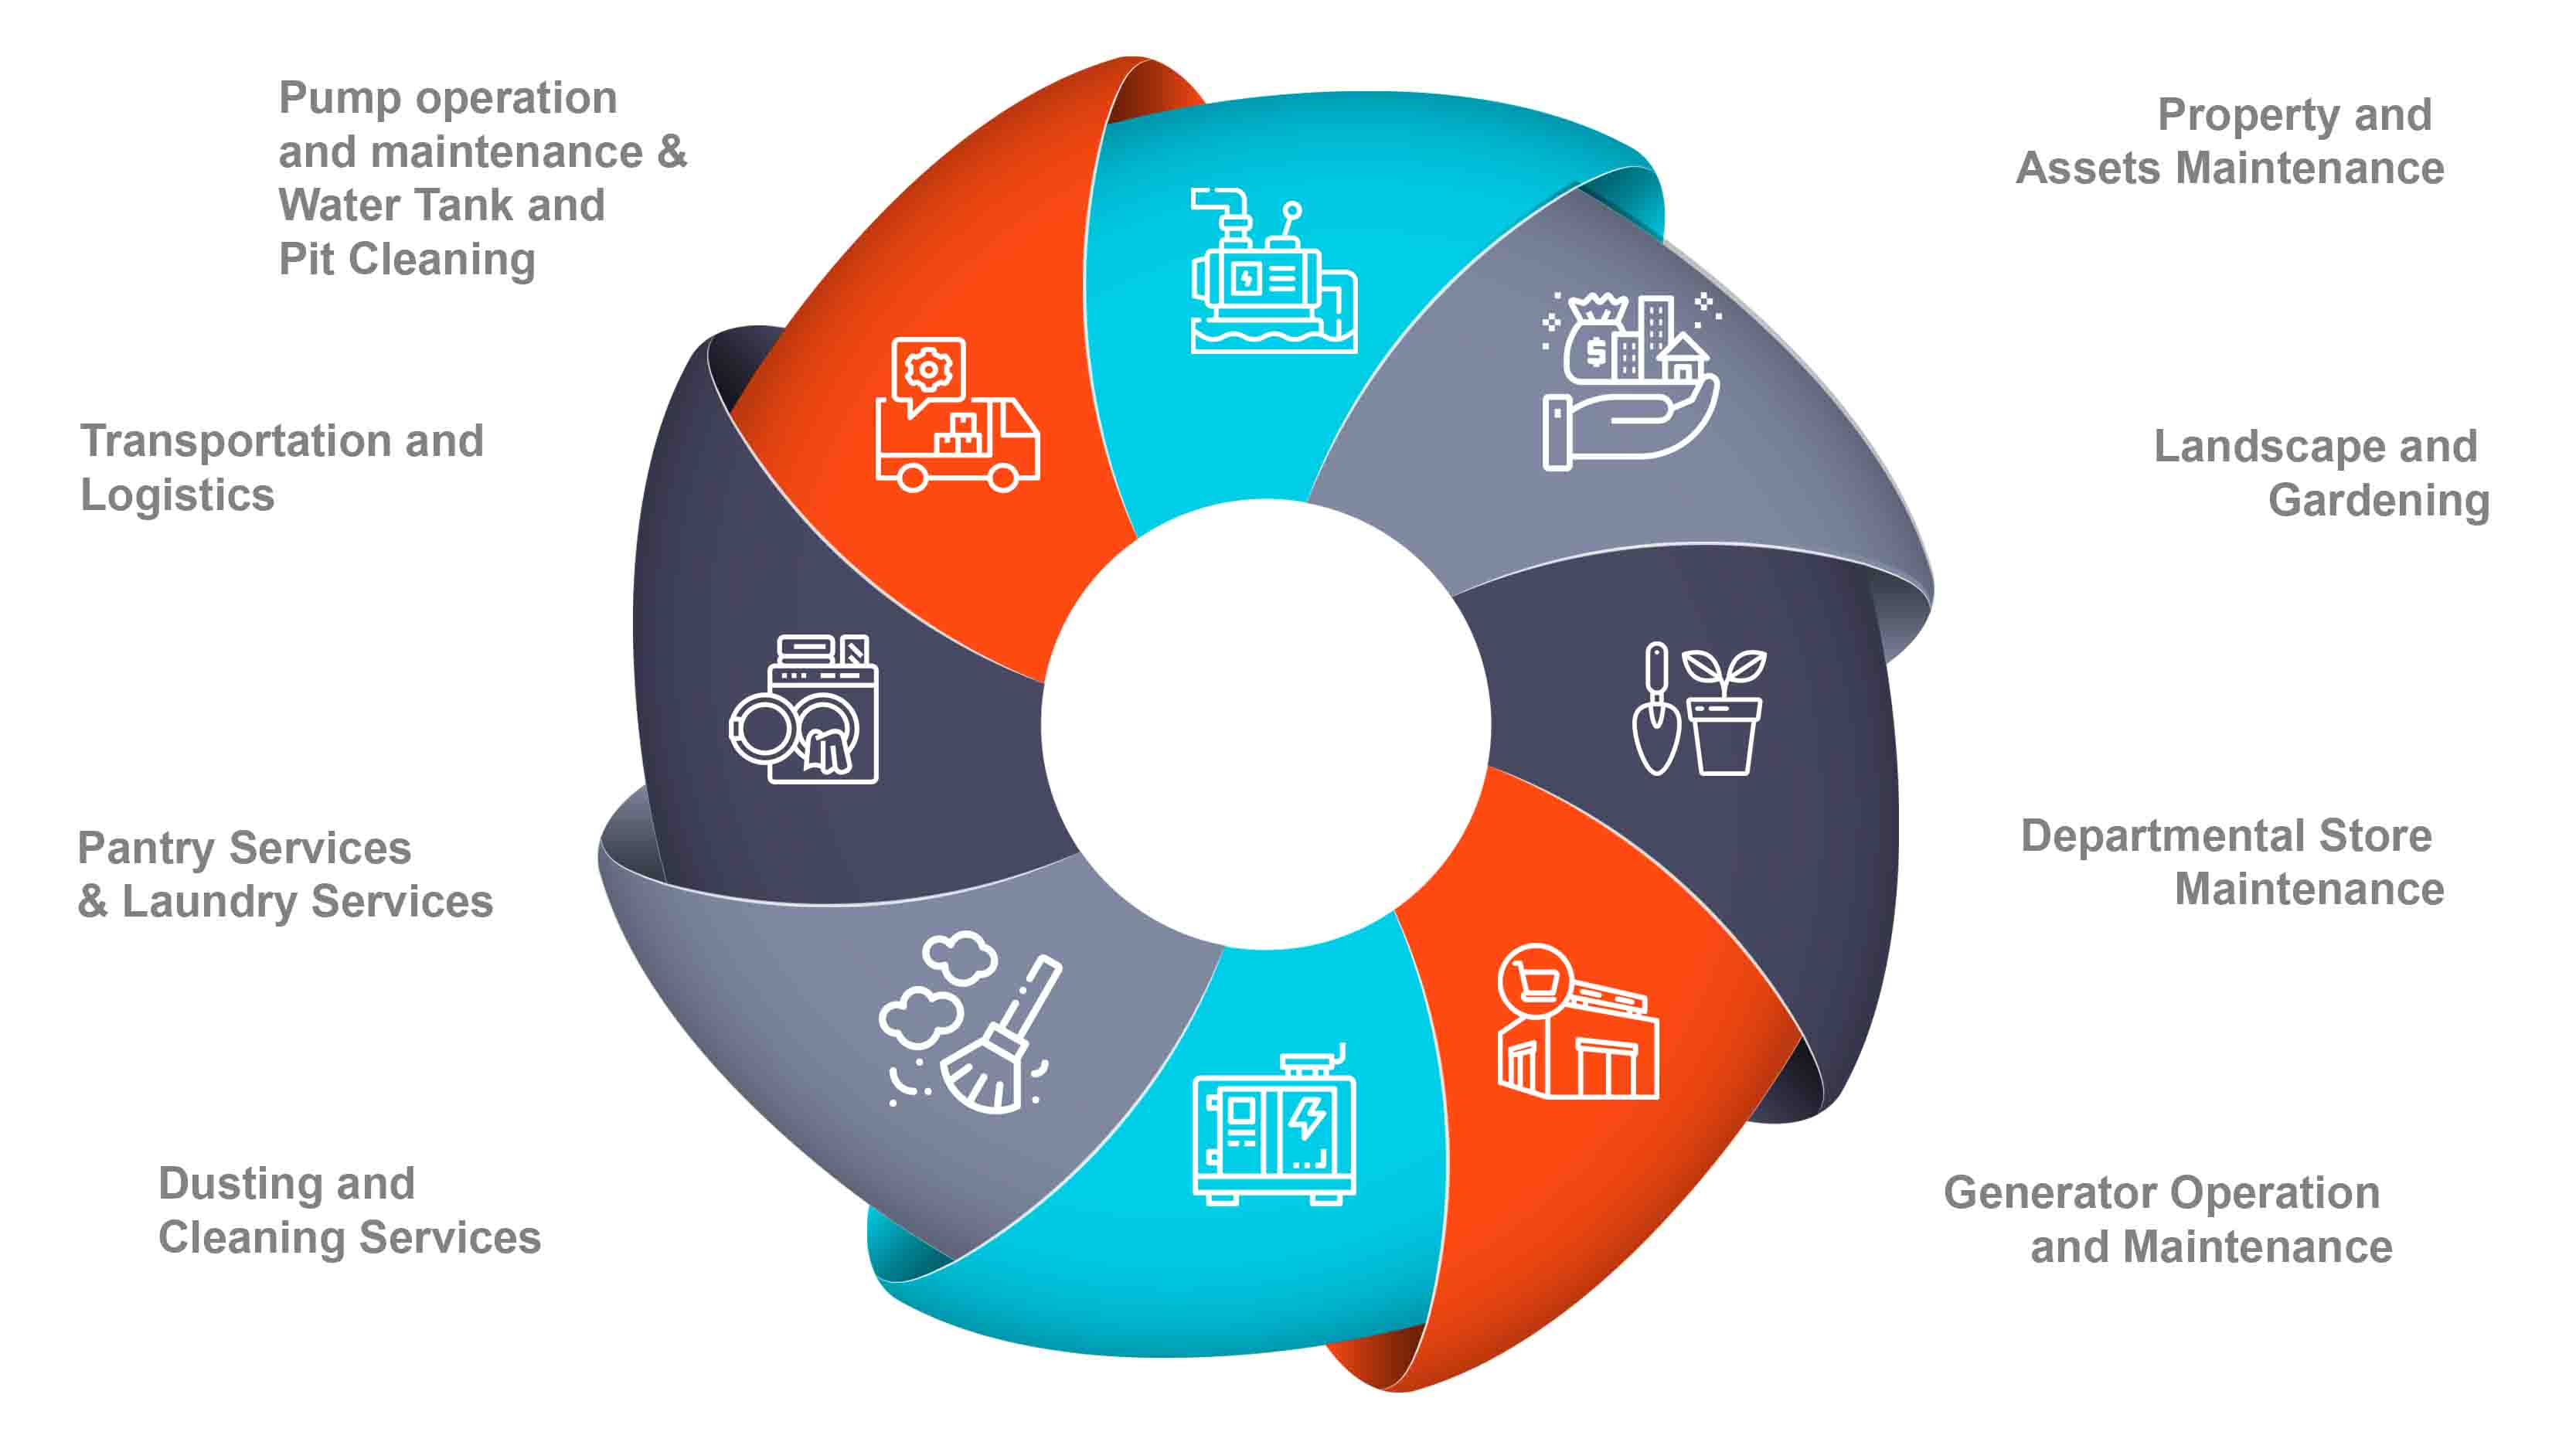 Pump operation
and maintenance &
Water Tank and
Pit Cleaning
Transportation and
Logistics
Pantry Services
& Laundry Services
Dusting and
Cleaning Services
Property and
Assets Maintenance
Landscape and
Gardening
Departmental Store
Maintenance
Generator Operation
and Maintenance